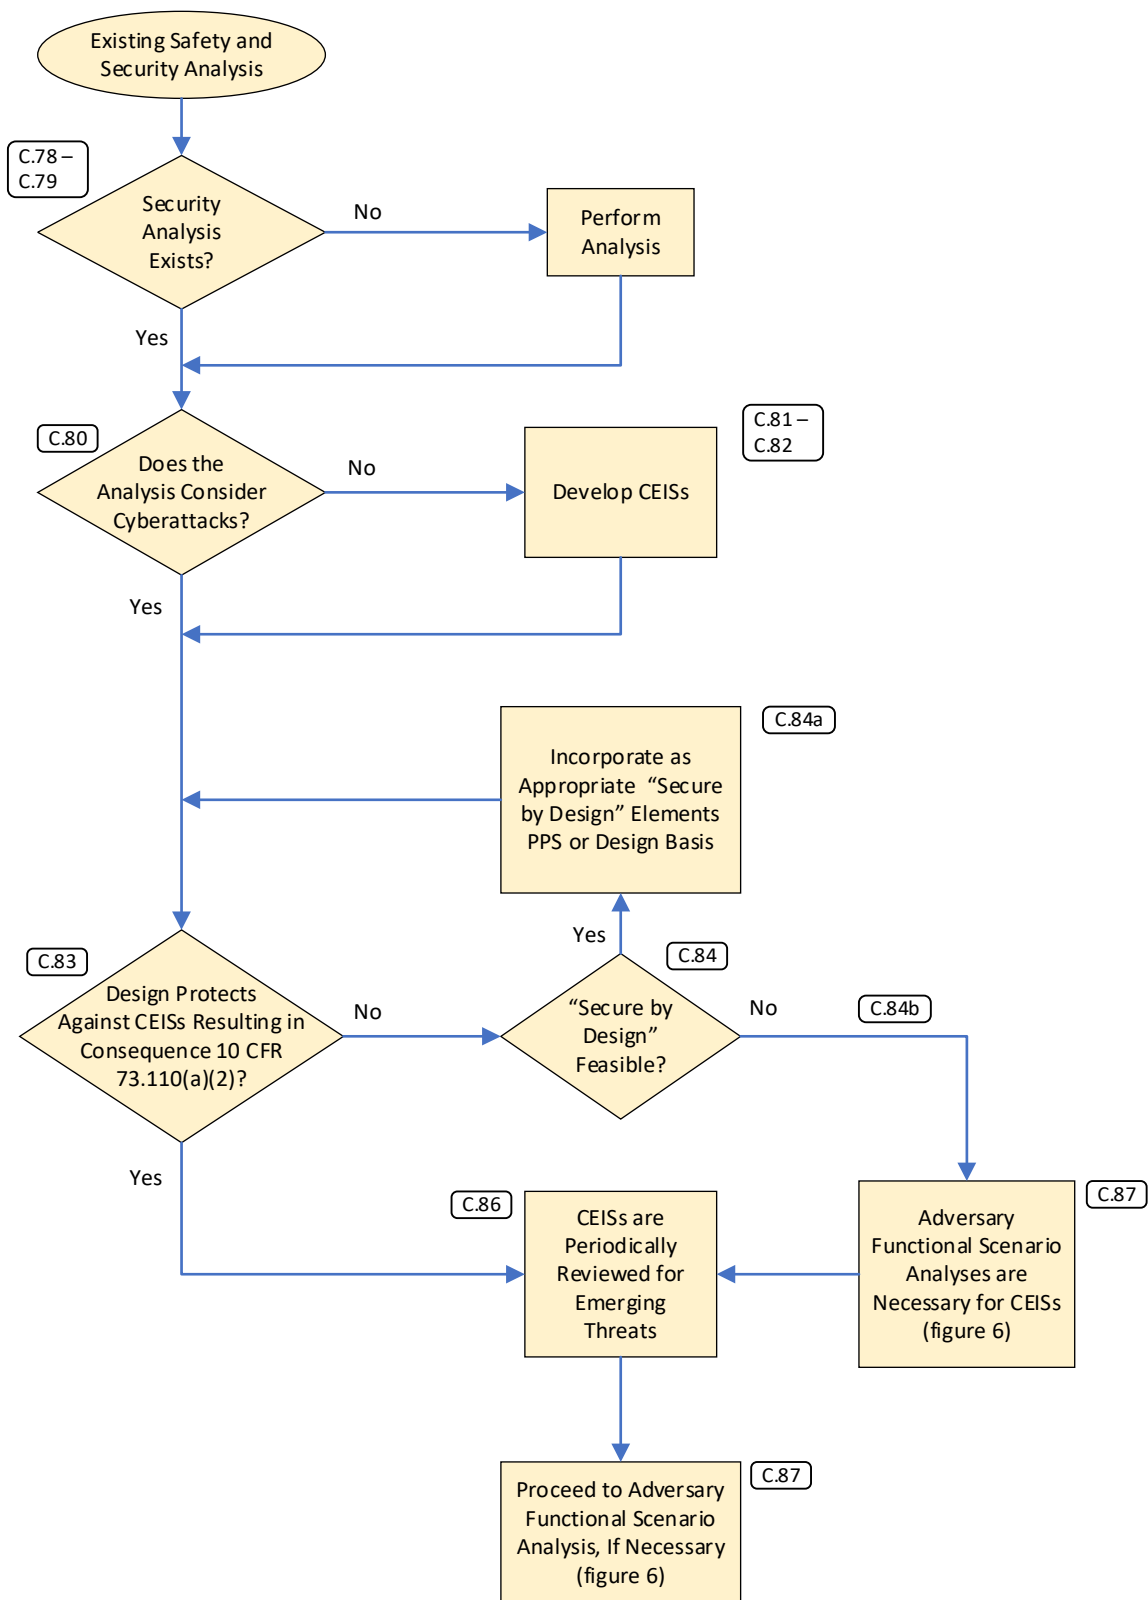 Existing Safety and
Security Analysis
C.78 –
C.79
Security
Analysis
Exists?
No
Perform
Analysis
Yes
C.80
Does the
Analysis Consider
Cyberattacks?
No
Develop CEISs
C.81 –
C.82
Yes
Incorporate as
Appropriate “Secure
by Design” Elements
PPS or Design Basis
C.84a
Yes
C.84
C.83
Design Protects
Against CEISs Resulting in
Consequence 10 CFR
73.110(a)(2)?
No
“Secure by
Design”
Feasible?
No
C.84b
Yes
C.86
CEISs are
Periodically
Reviewed for
Emerging
Threats
Adversary
Functional Scenario
Analyses are
Necessary for CEISs
(figure 6)
C.87
Proceed to Adversary
Functional Scenario
Analysis, If Necessary
(figure 6)
C.87